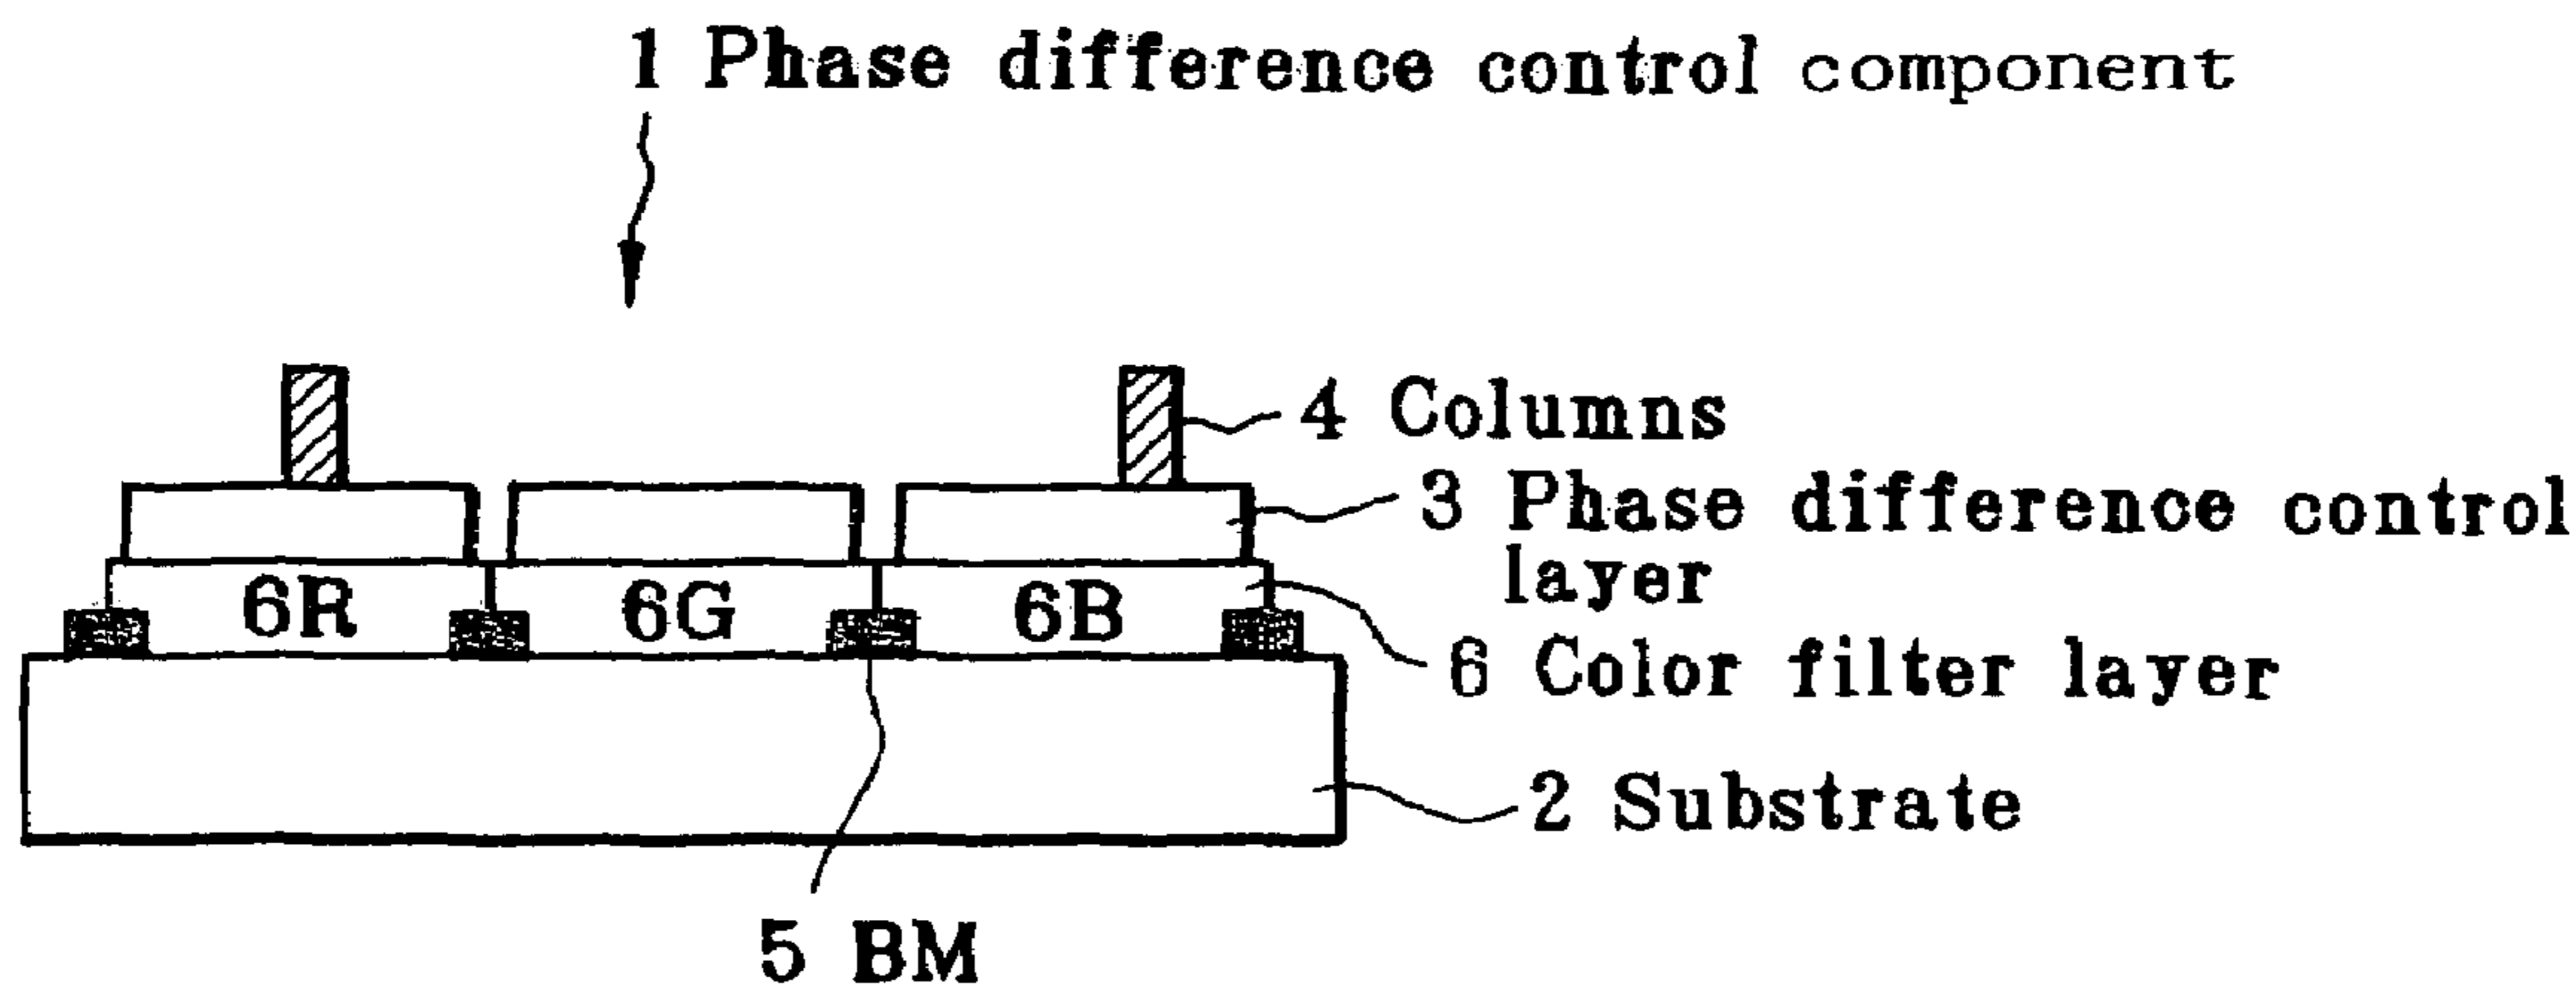 1 Phase difference control component
4 Columns
3 Phase difference control
layer
6R 6G 6B
6 Color filter layer
2 Substrate
5 BM